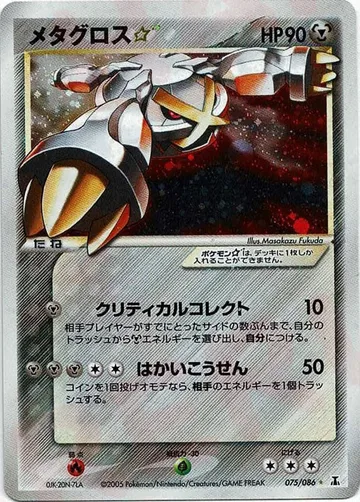 メタグロス☆ HP90
たね
Illus.Masakazu Fukuda
ポケモン☆は、デッキに1枚しか
入れることができない。
クリティカルコレクト 10
相手プレイヤーがすでにとったサイドの数ぶんまで、自分の
トラッシュからエネルギーを選び出し、自分につける。
はかいこうせん 50
コインを1回投げオモテなら、相手のエネルギーを1個トラ
ッシュする。
弱点 抵抗力 -30 にげる
DK-20N-7LA ©2005 Pokémon/Nintendo/Creatures/GAME FREAK 075/086